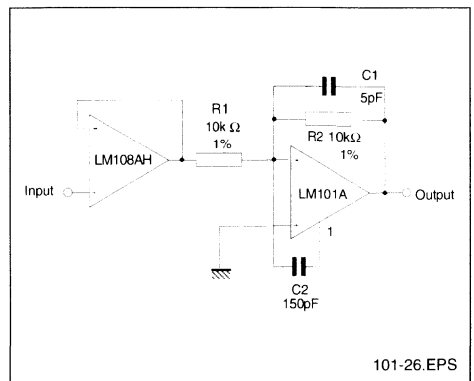 C1
5pF
R1
10k Ω
1%
R2 10kΩ
1%
LM108AH
LM101A
Input
Output
1
C2
150pF
101-26.EPS